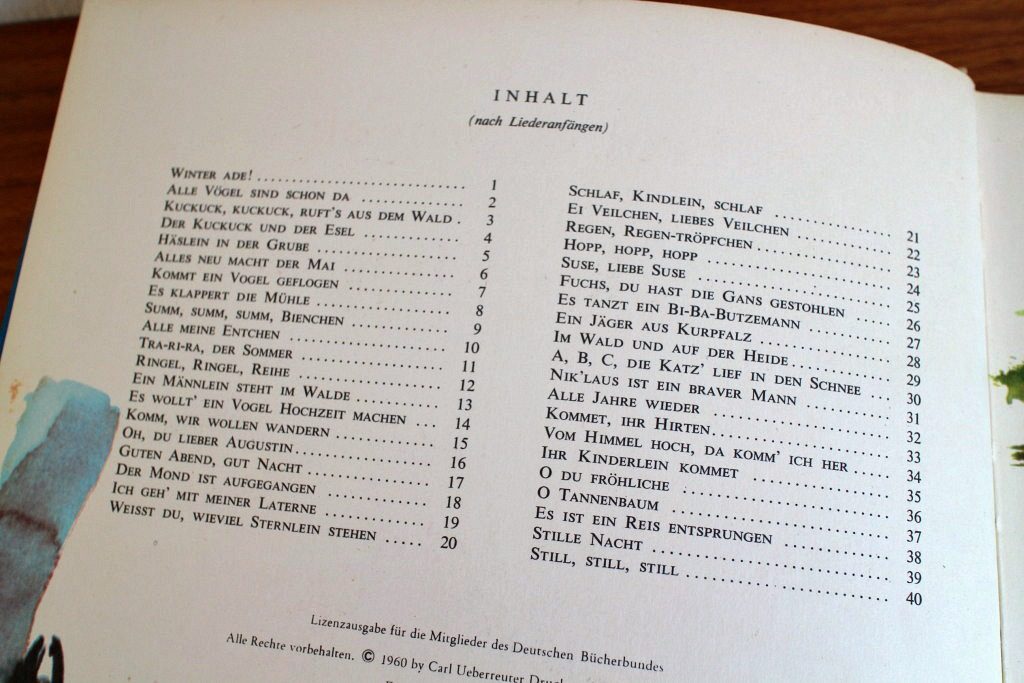 INHALT
(nach Liederanfängen)
WINTER ADE! .......................... 1
ALLE VÖGEL SIND SCHON DA ............. 2
KUCKUCK, KUCKUCK, RUFT'S AUS DEM WALD . 3
DER KUCKUCK UND DER ESEL ............ 4
HÄSLEIN IN DER GRUBE ................. 5
ALLES NEU MACHT DER MAI ............. 6
KOMMT EIN VOGEL GEFLOGEN ............ 7
ES KLAPPERT DIE MÜHLE ................ 8
SUMM, SUMM, SUMM, BIENCHEN ........... 9
ALLE MEINE ENTCHEN ................... 10
TRA-RI-RA, DER SOMMER ................ 11
RINGEL, RINGEL, REIHE ................ 12
EIN MÄNNLEIN STEHT IM WALDE .......... 13
ES WOLLT' EIN VOGEL HOCHZEIT MACHEN ... 14
KOMM, WIR WOLLEN WANDERN ............. 15
OH, DU LIEBER AUGUSTIN ............... 16
GUTEN ABEND, GUT NACHT ............... 17
DER MOND IST AUFGEGANGEN ............. 18
ICH GEH' MIT MEINER LATERNE .......... 19
WEISST DU, WIEVIEL STERNLEIN STEHEN ..... 20
SCHLAF, KINDLEIN, SCHLAF ............. 21
EI VEILCHEN, LIEBES VEILCHEN ......... 22
REGEN, REGEN-TRÖPFCHEN ............... 23
HOPP, HOPP, HOPP ..................... 24
SUSE, LIEBE SUSE ..................... 25
FUCHS, DU HAST DIE GANS GESTOHLEN .... 26
ES TANZT EIN BI-BA-BUTZEMANN ......... 27
EIN JÄGER AUS KURPFALZ ............... 28
IM WALD UND AUF DER HEIDE ............ 29
A, B, C, DIE KATZ' LIEF IN DEN SCHNEE ... 30
NIK'LAUS IST EIN BRAVER MANN ......... 31
ALLE JAHRE WIEDER .................... 32
KOMMET, IHR HIRTEN ................... 33
VOM HIMMEL HOCH, DA KOMM' ICH HER .... 34
IHR KINDERLEIN KOMMET ................ 35
O DU FRÖHLICHE ....................... 36
O TANNENBAUM ......................... 37
ES IST EIN REIS ENTSPRUNGEN .......... 38
STILLE NACHT ......................... 39
STILL, STILL, STILL .................. 40
Lizenzausgabe für die Mitglieder des Deutschen Bücherbundes
Alle Rechte vorbehalten. © 1960 by Carl Ueberreuter